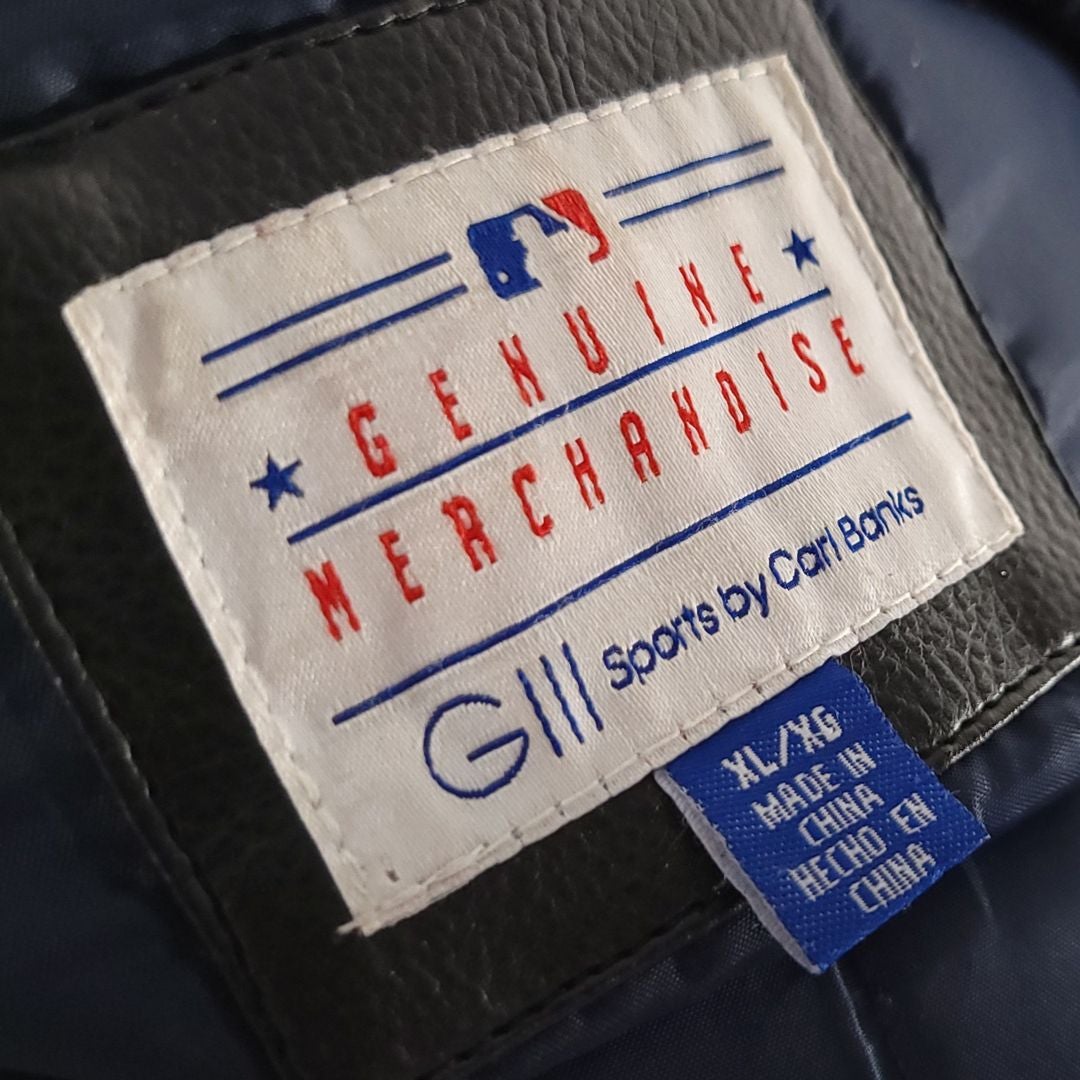 GENUINE
MERCHANDISE
GIII Sports by Carl Banks
XL/XG
MADE IN
CHINA
HECHO EN
CHINA